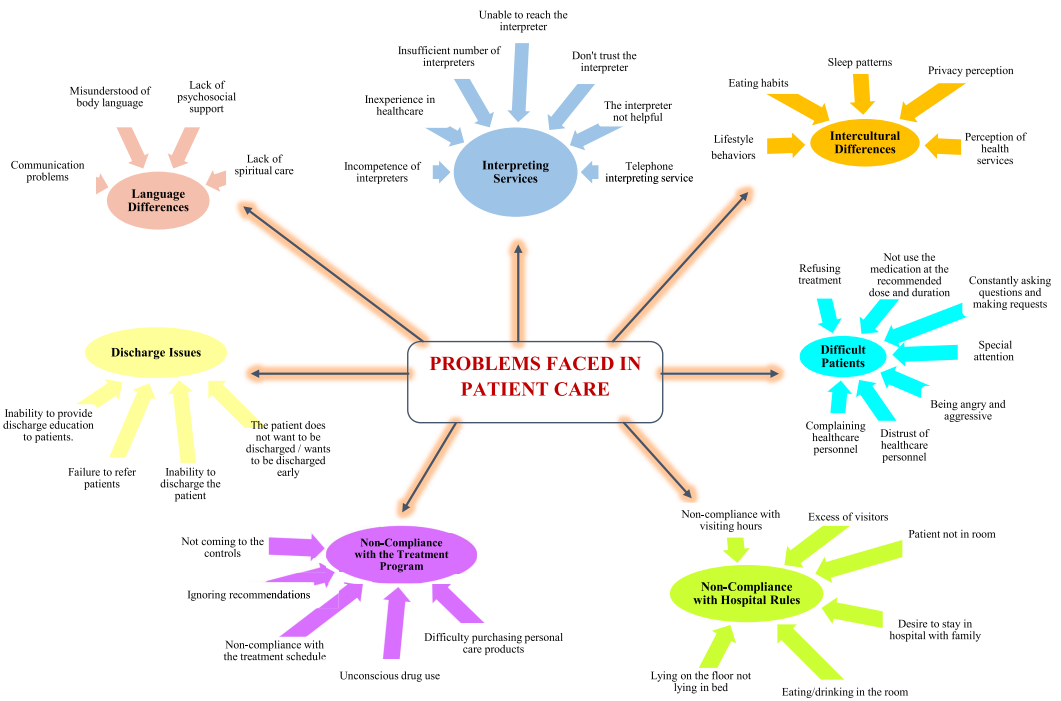 Unable to reach the
interpreter
Insufficient number of
interpreters
Don't trust the
interpreter
Inexperience in
healthcare
The interpreter
not helpful
Incompetence of
interpreters
Telephone
interpreting service
Interpreting
Services
Misunderstood of
body language
Lack of
psychosocial
support
Communication
problems
Lack of
spiritual care
Language
Differences
Sleep patterns
Eating habits
Privacy perception
Lifestyle
behaviors
Perception of
health
services
Intercultural
Differences
PROBLEMS FACED IN
PATIENT CARE
Refusing
treatment
Not use the
medication at the
recommended
dose and duration
Constantly asking
questions and
making requests
Special
attention
Being angry and
aggressive
Distrust of
healthcare
personnel
Complaining
healthcare
personnel
Difficult
Patients
Discharge Issues
Inability to provide
discharge education
to patients.
Failure to refer
patients
Inability to
discharge the
patient
The patient does
not want to be
discharged / wants
to be discharged
early
Non-Compliance
with the Treatment
Program
Not coming to the
controls
Ignoring recommendations
Non-compliance with
the treatment schedule
Unconscious drug use
Difficulty purchasing personal
care products
Non-compliance with
visiting hours
Excess of visitors
Patient not in room
Desire to stay in
hospital with family
Eating/drinking in the room
Lying on the floor not
lying in bed
Non-Compliance
with Hospital Rules